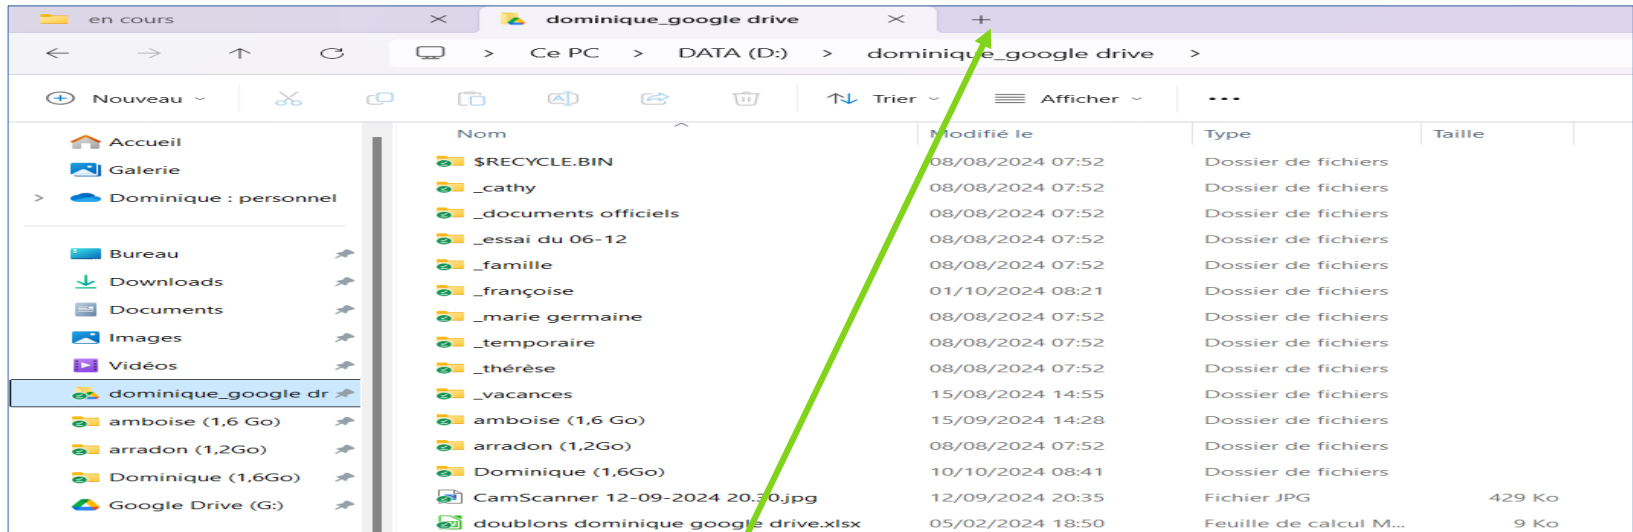 en cours
dominique_google drive
Ce PC > DATA (D:) > dominique_google drive >
Nouveau
Trier
Afficher
Accueil
Galerie
Dominique : personnel
Bureau
Downloads
Documents
Images
Vidéos
dominique_google dr
amboise (1,6 Go)
arradon (1,2Go)
Dominique (1,6Go)
Google Drive (G:)
Nom Modifié le Type Taille
$RECYCLE.BIN 08/08/2024 07:52 Dossier de fichiers
_cathy 08/08/2024 07:52 Dossier de fichiers
_documents officiels 08/08/2024 07:52 Dossier de fichiers
_essai du 06-12 08/08/2024 07:52 Dossier de fichiers
_famille 08/08/2024 07:52 Dossier de fichiers
_françoise 01/10/2024 08:21 Dossier de fichiers
_marie germaine 08/08/2024 07:52 Dossier de fichiers
_temporaire 08/08/2024 07:52 Dossier de fichiers
_thérèse 08/08/2024 07:52 Dossier de fichiers
_vacances 15/08/2024 14:55 Dossier de fichiers
amboise (1,6 Go) 15/09/2024 14:28 Dossier de fichiers
arradon (1,2Go) 08/08/2024 07:52 Dossier de fichiers
Dominique (1,6Go) 10/10/2024 08:41 Dossier de fichiers
CamScanner 12-09-2024 20.30.jpg 12/09/2024 20:35 Fichier JPG 429 Ko
doublons dominique google drive.xlsx 05/02/2024 18:50 Feuille de calcul M... 9 Ko